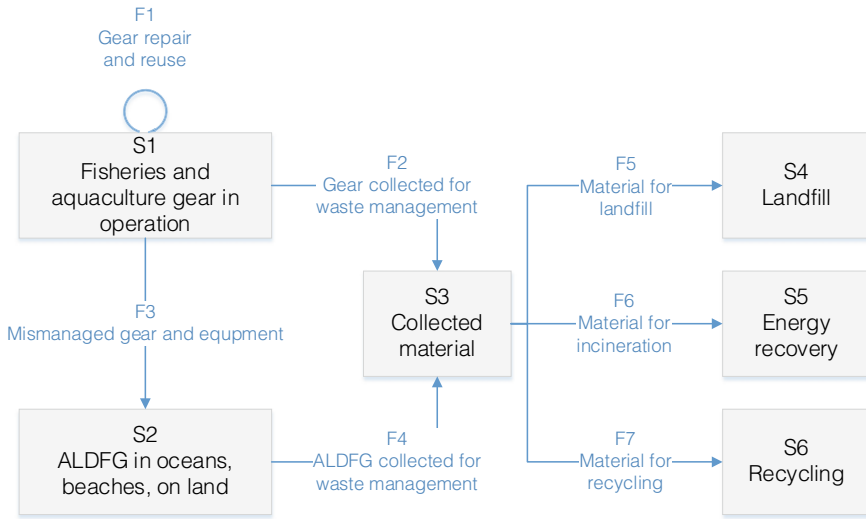 F1
Gear repair
and reuse
S1
Fisheries and
aquaculture gear in
operation
F2
Gear collected for
waste management
F3
Mismanaged gear and equpment
S2
ALDFG in oceans,
beaches, on land
F4
ALDFG collected for
waste management
S3
Collected
material
F5
Material for
landfill
F6
Material for
incineration
F7
Material for
recycling
S4
Landfill
S5
Energy
recovery
S6
Recycling